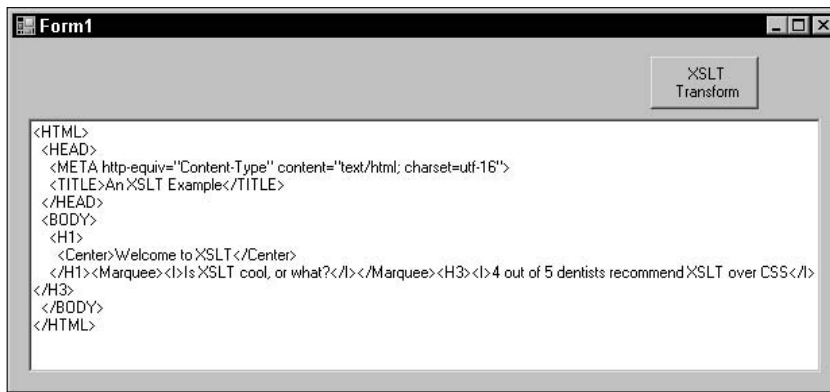 Form1
XSLT
Transform
<HTML>
<HEAD>
<META http-equiv="Content-Type" content="text/html; charset=utf-16">
<TITLE>An XSLT Example</TITLE>
</HEAD>
<BODY>
<H1>
<Center>Welcome to XSLT</Center>
</H1><Marquee><I>Is XSLT cool, or what?</I></Marquee><H3><I>4 out of 5 dentists recommend XSLT over CSS</I>
</H3>
</BODY>
</HTML>